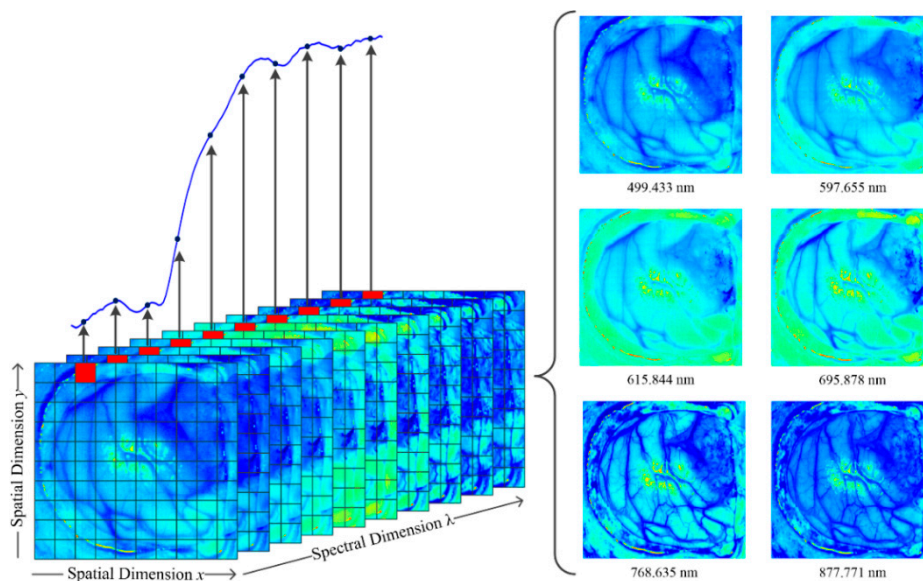 499.433 nm
597.655 nm
615.844 nm
695.878 nm
768.635 nm
877.771 nm
Spatial Dimension y
Spatial Dimension x
Spectral Dimension λ